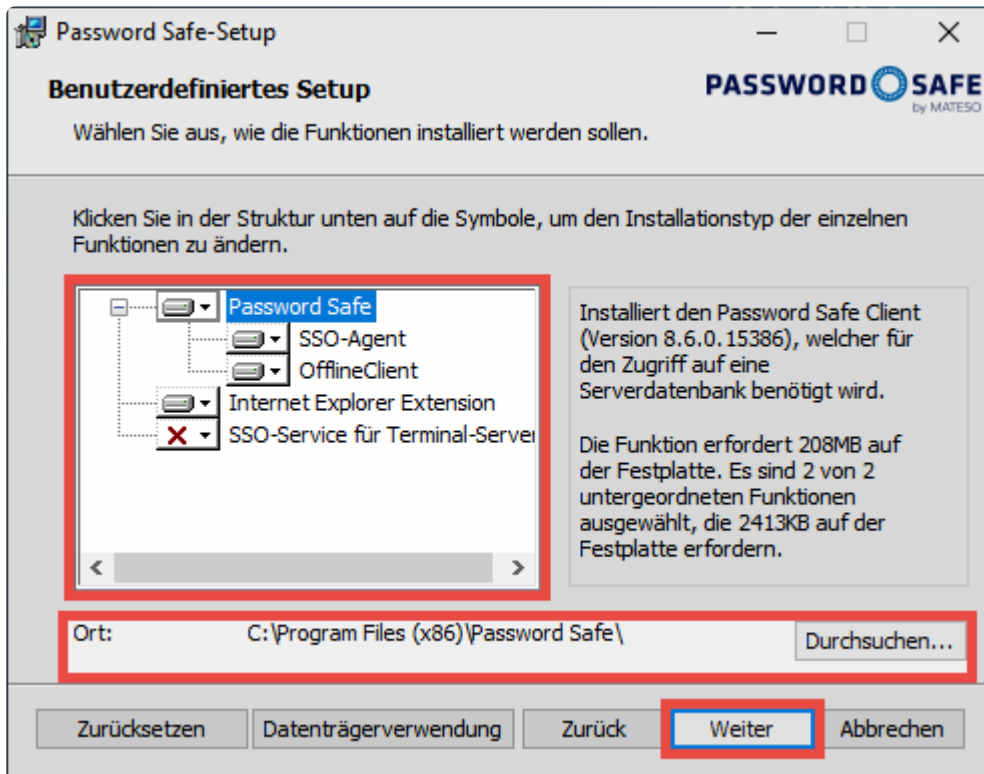 Password Safe-Setup
Benutzerdefiniertes Setup
PASSWORD SAFE
by MATESO
Wählen Sie aus, wie die Funktionen installiert werden sollen.
Klicken Sie in der Struktur unten auf die Symbole, um den Installationstyp der einzelnen
Funktionen zu ändern.
Password Safe
SSO-Agent
OfflineClient
Internet Explorer Extension
SSO-Service für Terminal-Server
Installiert den Password Safe Client
(Version 8.6.0.15386), welcher für
den Zugriff auf eine
Serverdatenbank benötigt wird.
Die Funktion erfordert 208MB auf
der Festplatte. Es sind 2 von 2
untergeordneten Funktionen
ausgewählt, die 2413KB auf der
Festplatte erfordern.
Ort: C:\Program Files (x86)\Password Safe\
Durchsuchen...
Zurücksetzen
Datenträgerverwendung
Zurück
Weiter
Abbrechen